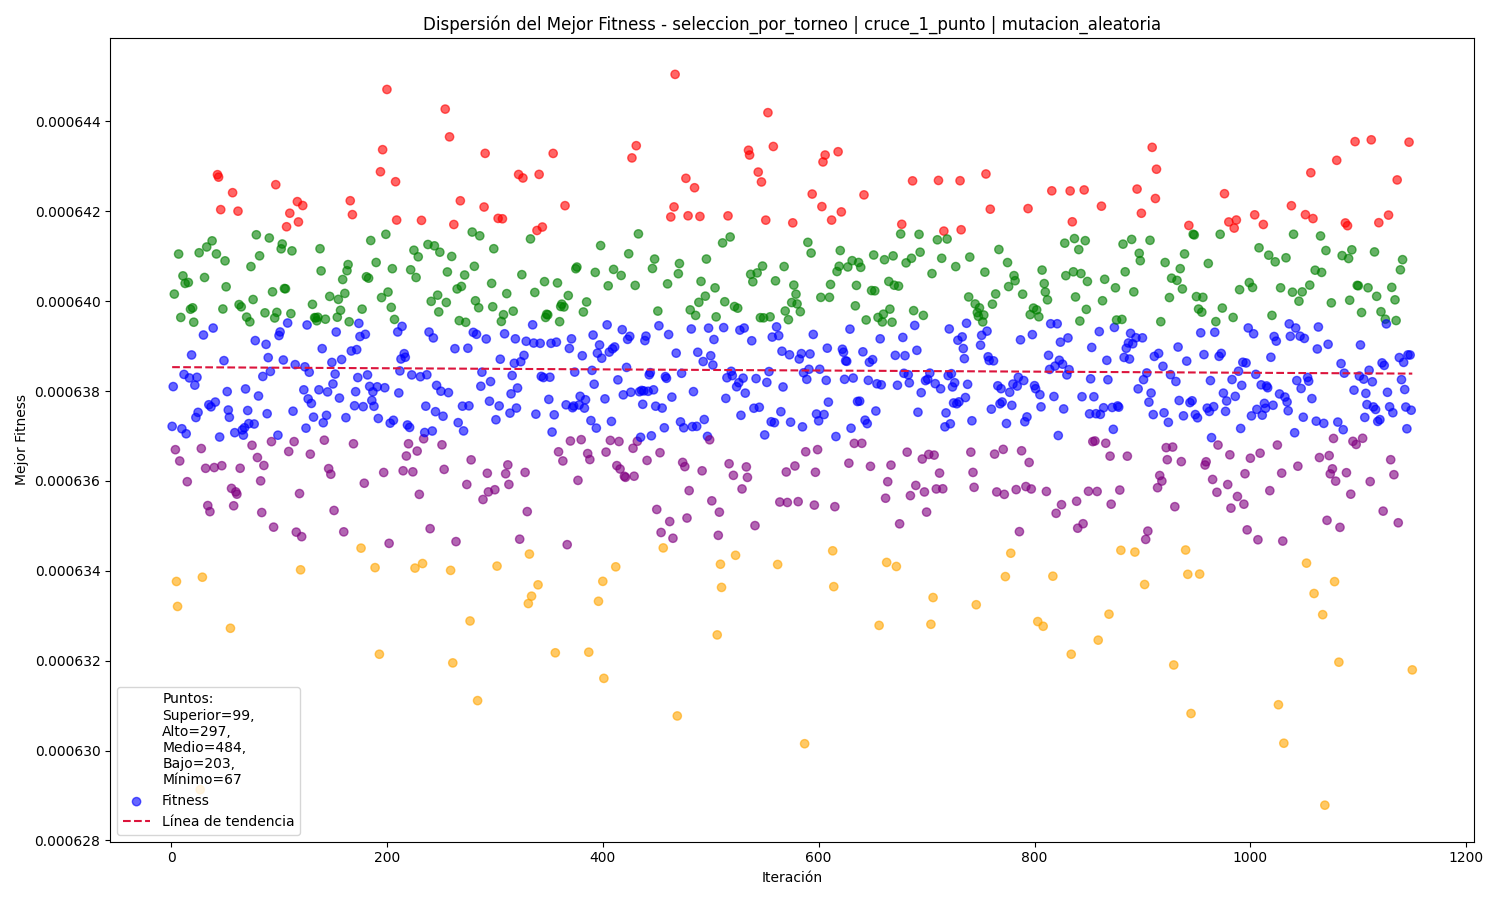 Dispersión del Mejor Fitness - seleccion_por_torneo | cruce_1_punto | mutacion_aleatoria
Mejor Fitness
0.000644
0.000642
0.000640
0.000638
0.000636
0.000634
0.000632
0.000630
0.000628
Puntos:
Superior=99,
Alto=297,
Medio=484,
Bajo=203,
Mínimo=67
Fitness
Línea de tendencia
0
200
400
600
800
1000
1200
Iteración